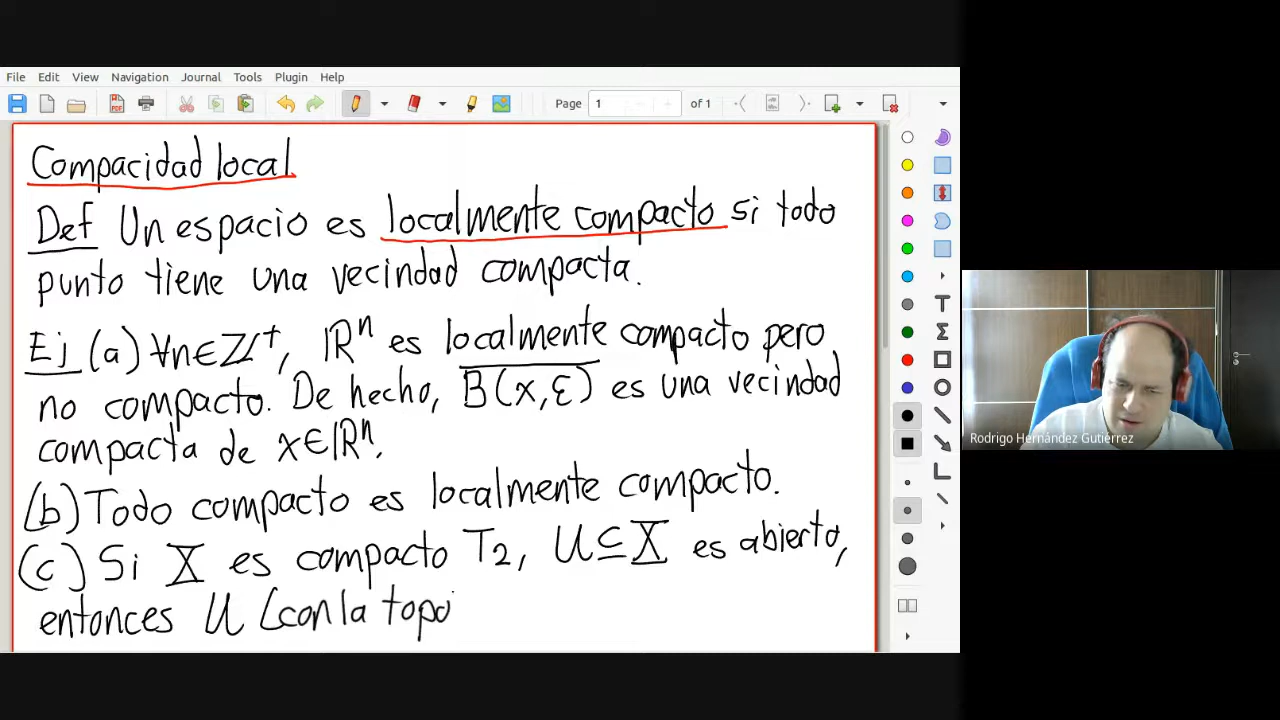 File Edit View Navigation Journal Tools Plugin Help
Page 1 of 1
Compacidad local
Def Un espacio es localmente compacto si todo
punto tiene una vecindad compacta.
Ej (a) ∀n∈ℤ⁺, ℝⁿ es localmente compacto pero
no compacto. De hecho, \overline{B(x,ε)} es una vecindad
compacta de x∈ℝⁿ.
(b) Todo compacto es localmente compacto.
(c) Si X es compacto T₂, U⊆X es abierto,
entonces U (con la topo
Rodrigo Hernández Gutiérrez